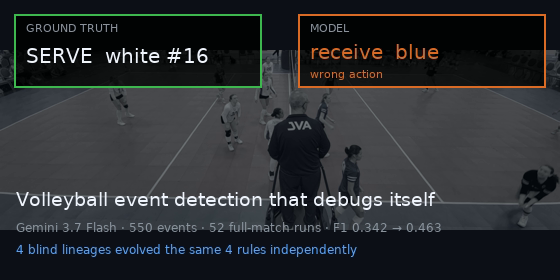 GROUND TRUTH
SERVE white #16
MODEL
receive blue
wrong action
JVA
Volleyball event detection that debugs itself
Gemini 3.7 Flash · 550 events · 52 full-match runs · F1 0.342 → 0.463
4 blind lineages evolved the same 4 rules independently